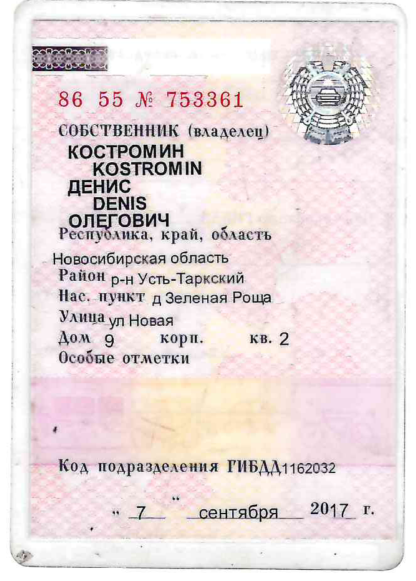 86 55 № 753361
СОБСТВЕННИК (владелец)
КОСТРОМИН
KOSTROMIN
ДЕНИС
DENIS
ОЛЕГОВИЧ
Республика, край, область
Новосибирская область
Район р-н Усть-Таркский
Нас. пункт д Зеленая Роща
Улица ул Новая
Дом 9 корп. кв. 2
Особые отметки
Код подразделения ГИБДД 1162032
" 7 " сентября 2017 г.